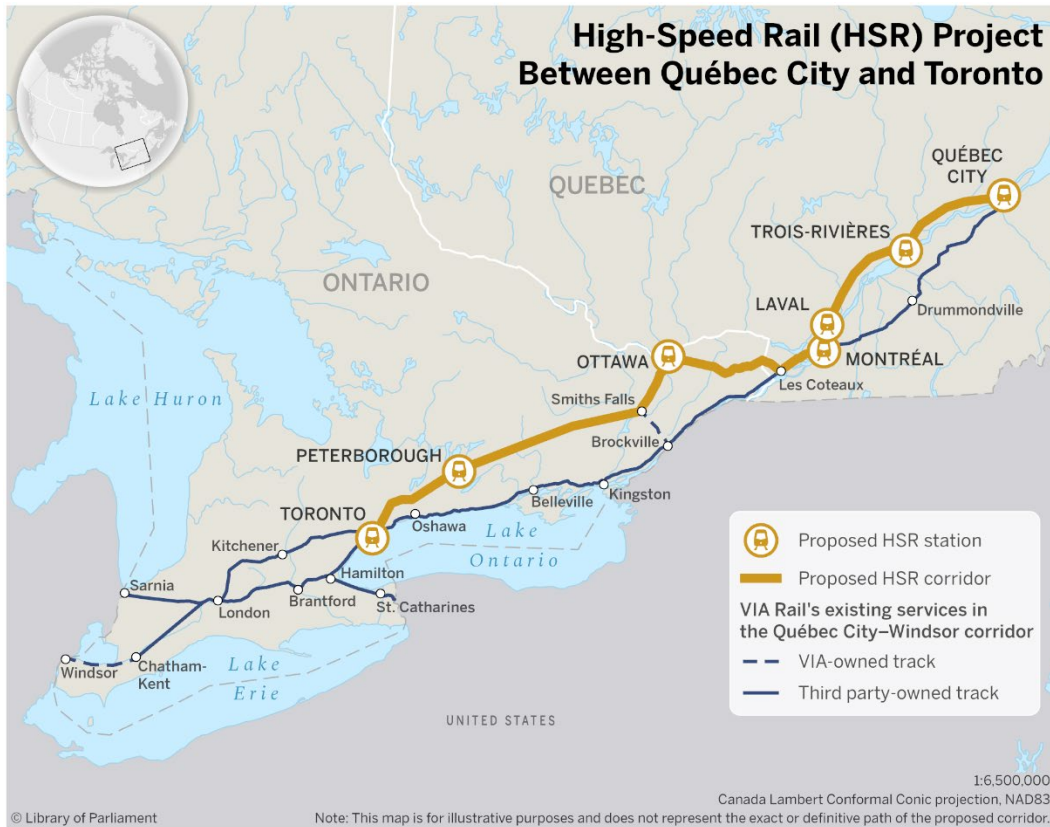 High-Speed Rail (HSR) Project
Between Québec City and Toronto
QUÉBEC
CITY
QUEBEC
TROIS-RIVIÈRES
ONTARIO
LAVAL
Drummondville
OTTAWA
MONTRÉAL
Les Coteaux
Lake Huron
Smiths Falls
Brockville
PETERBOROUGH
Kingston
Belleville
TORONTO
Oshawa
Lake
Ontario
Kitchener
Hamilton
Sarnia
London
Brantford
St. Catharines
Windsor
Chatham-
Kent
Lake
Erie
UNITED STATES
Proposed HSR station
Proposed HSR corridor
VIA Rail's existing services in
the Québec City–Windsor corridor
VIA-owned track
Third party-owned track
1:6,500,000
Canada Lambert Conformal Conic projection, NAD83
© Library of Parliament
Note: This map is for illustrative purposes and does not represent the exact or definitive path of the proposed corridor.